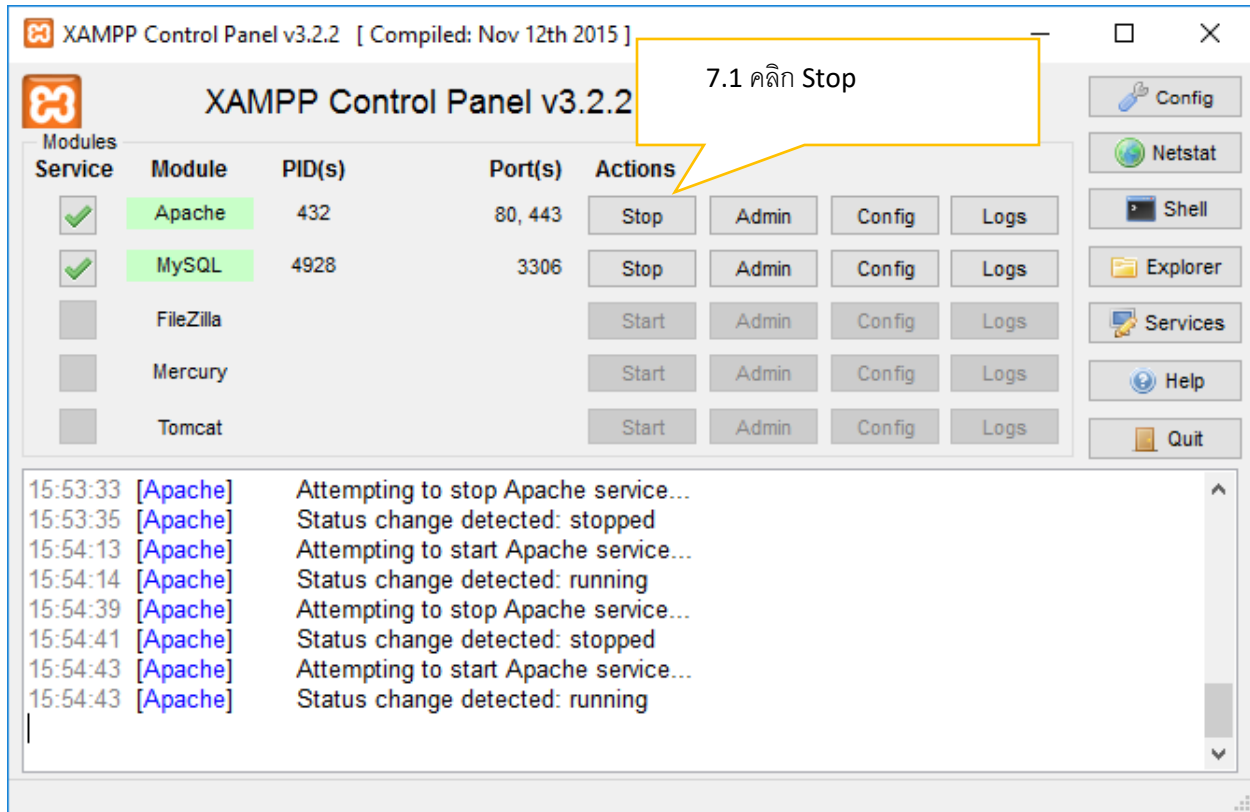 XAMPP Control Panel v3.2.2 [ Compiled: Nov 12th 2015 ]
7.1 คลิก Stop
XAMPP Control Panel v3.2.2
Config
Modules
Service Module PID(s) Port(s) Actions
Netstat
Apache 432 80, 443 Stop Admin Config Logs
Shell
MySQL 4928 3306 Stop Admin Config Logs
Explorer
FileZilla Start Admin Config Logs
Services
Mercury Start Admin Config Logs
Help
Tomcat Start Admin Config Logs
Quit
15:53:33 [Apache] Attempting to stop Apache service...
15:53:35 [Apache] Status change detected: stopped
15:54:13 [Apache] Attempting to start Apache service...
15:54:14 [Apache] Status change detected: running
15:54:39 [Apache] Attempting to stop Apache service...
15:54:41 [Apache] Status change detected: stopped
15:54:43 [Apache] Attempting to start Apache service...
15:54:43 [Apache] Status change detected: running